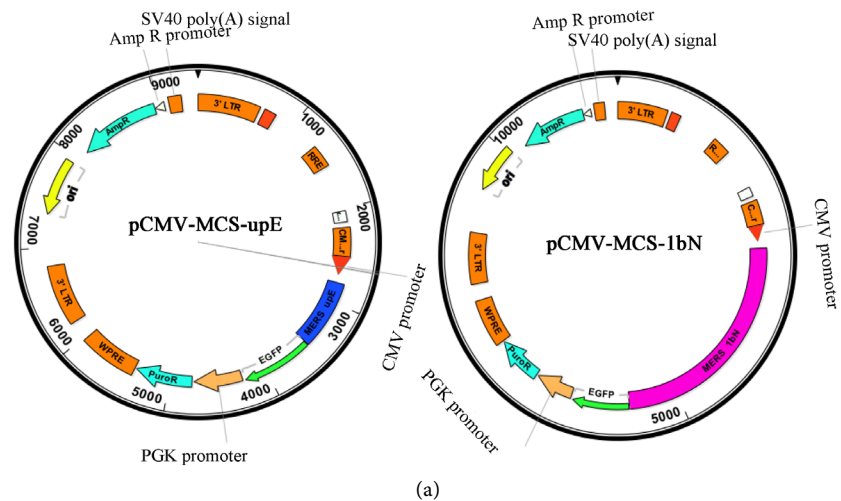 SV40 poly(A) signal
Amp R promoter
9000
3' LTR
1000
AmpR
8000
RRE
ori
2000
7000
pCMV-MCS-upE
CM...r
CMV promoter
3' LTR
MERS upE
3000
6000
EGFP
WPRE
PuroR
5000
4000
PGK promoter
Amp R promoter
SV40 poly(A) signal
3' LTR
10000
AmpR
R...
ori
C...r
CMV promoter
pCMV-MCS-1bN
3' LTR
WPRE
MERS 1bN
PuroR
EGFP
PGK promoter
5000
(a)